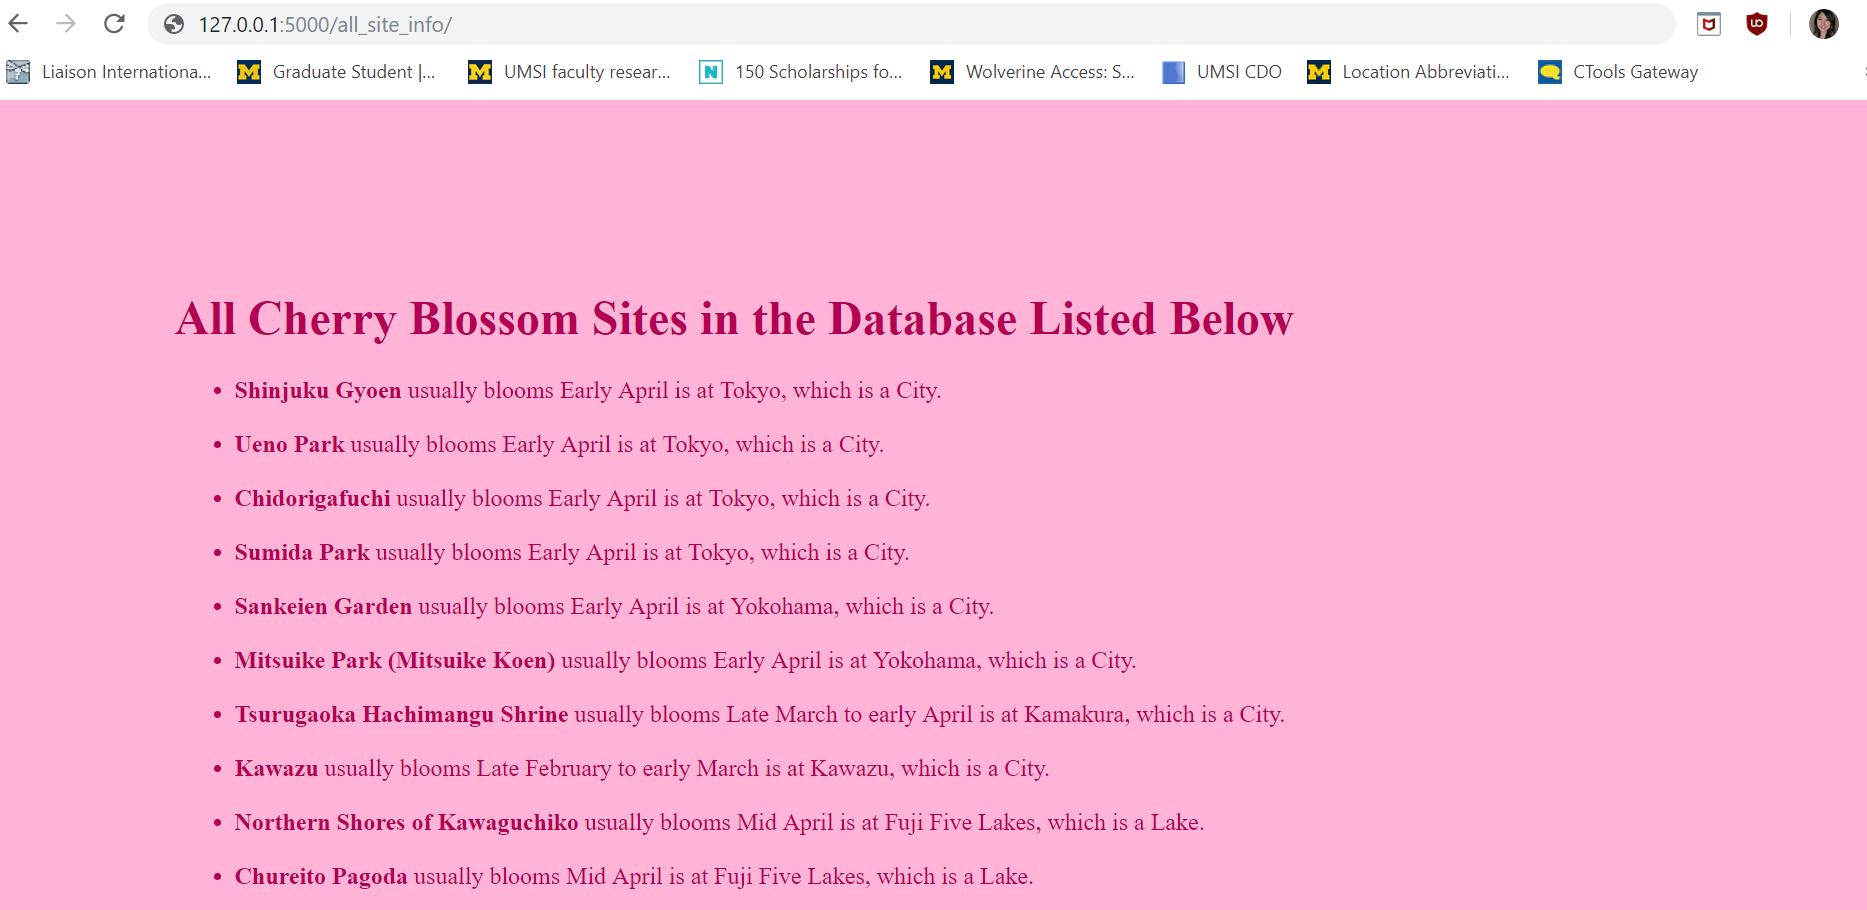 127.0.0.1:5000/all_site_info/
Liaison Internationa... Graduate Student |... UMSI faculty resear... N 150 Scholarships fo... Wolverine Access: S... UMSI CDO Location Abbreviati... CTools Gateway
All Cherry Blossom Sites in the Database Listed Below
• Shinjuku Gyoen usually blooms Early April is at Tokyo, which is a City.
• Ueno Park usually blooms Early April is at Tokyo, which is a City.
• Chidorigafuchi usually blooms Early April is at Tokyo, which is a City.
• Sumida Park usually blooms Early April is at Tokyo, which is a City.
• Sankeien Garden usually blooms Early April is at Yokohama, which is a City.
• Mitsuike Park (Mitsuike Koen) usually blooms Early April is at Yokohama, which is a City.
• Tsurugaoka Hachimangu Shrine usually blooms Late March to early April is at Kamakura, which is a City.
• Kawazu usually blooms Late February to early March is at Kawazu, which is a City.
• Northern Shores of Kawaguchiko usually blooms Mid April is at Fuji Five Lakes, which is a Lake.
• Chureito Pagoda usually blooms Mid April is at Fuji Five Lakes, which is a Lake.